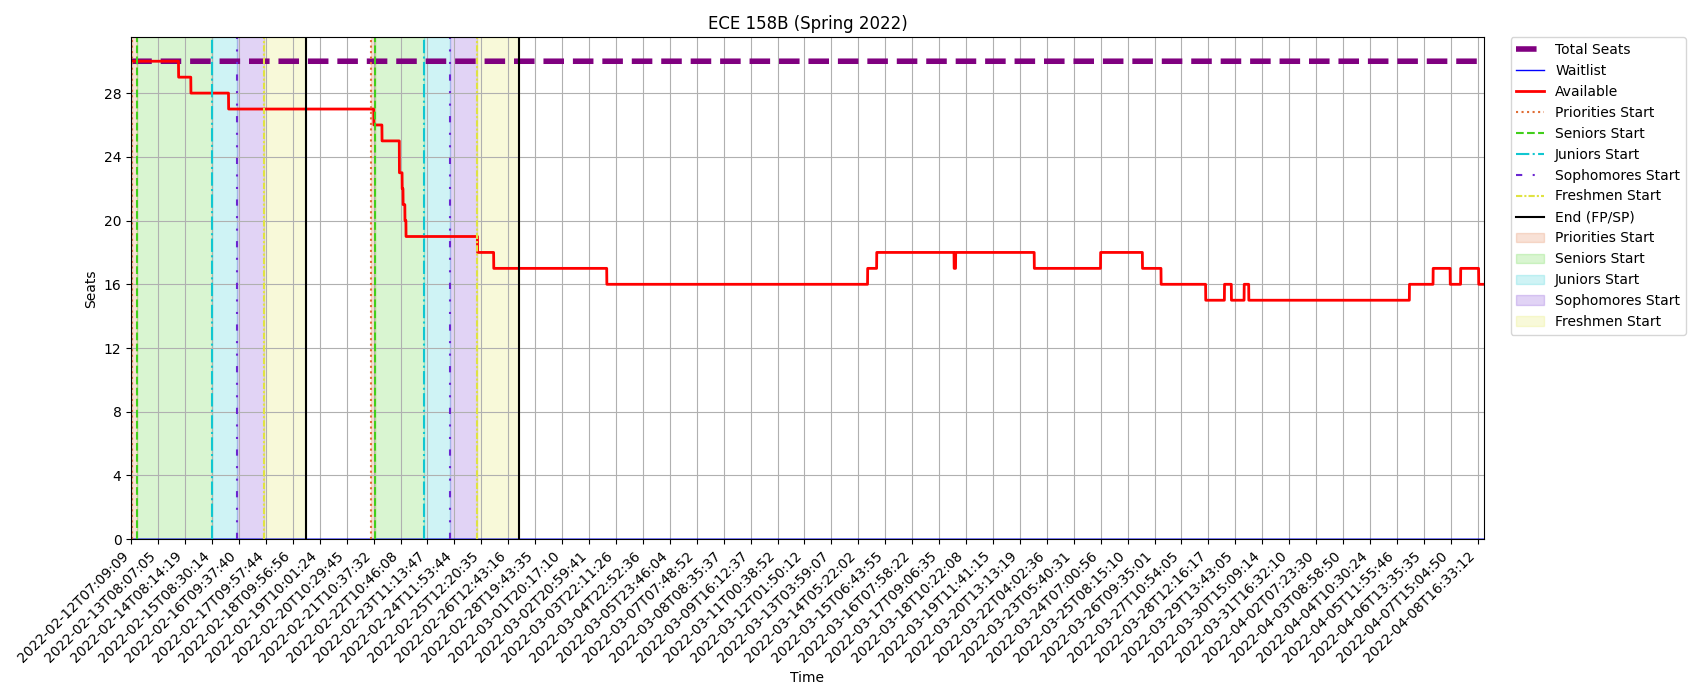 ECE 158B (Spring 2022)
Total Seats
Waitlist
Available
Priorities Start
Seniors Start
Juniors Start
Sophomores Start
Freshmen Start
End (FP/SP)
Priorities Start
Seniors Start
Juniors Start
Sophomores Start
Freshmen Start
Seats
28
24
20
16
12
8
4
0
2022-02-12T07:09:09
2022-02-13T08:07:05
2022-02-14T08:14:19
2022-02-15T08:30:14
2022-02-16T09:37:40
2022-02-17T09:57:44
2022-02-18T09:56:56
2022-02-19T10:01:24
2022-02-20T10:29:45
2022-02-21T10:37:32
2022-02-22T10:46:08
2022-02-23T11:13:47
2022-02-24T11:53:44
2022-02-25T12:20:35
2022-02-26T12:43:16
2022-02-28T19:43:35
2022-03-01T20:17:10
2022-03-02T20:59:41
2022-03-03T22:11:26
2022-03-04T22:52:36
2022-03-05T23:46:04
2022-03-07T07:48:52
2022-03-08T08:35:37
2022-03-09T16:12:37
2022-03-11T00:38:52
2022-03-12T01:50:12
2022-03-13T03:59:07
2022-03-14T05:22:02
2022-03-15T06:43:55
2022-03-16T07:58:22
2022-03-17T09:06:35
2022-03-18T10:22:08
2022-03-19T11:41:15
2022-03-20T13:13:19
2022-03-22T04:02:36
2022-03-23T05:40:31
2022-03-24T07:00:56
2022-03-25T08:15:10
2022-03-26T09:35:01
2022-03-27T10:54:05
2022-03-28T12:16:17
2022-03-29T13:43:05
2022-03-30T15:09:14
2022-03-31T16:32:10
2022-04-02T07:23:30
2022-04-03T08:58:50
2022-04-04T10:30:24
2022-04-05T11:55:46
2022-04-06T13:35:35
2022-04-07T15:04:50
2022-04-08T16:33:12
Time